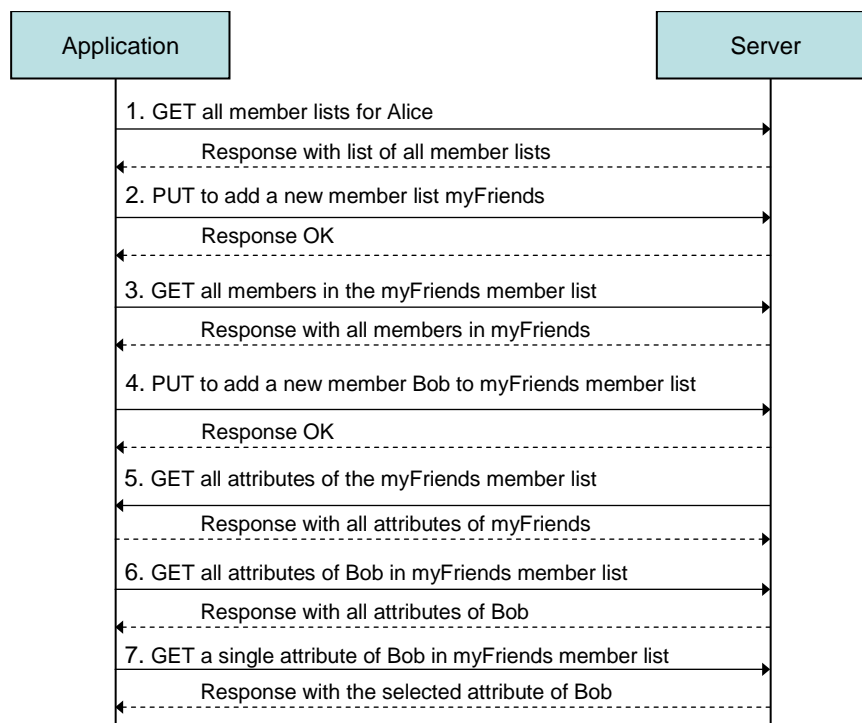 Application
Server
1. GET all member lists for Alice
Response with list of all member lists
2. PUT to add a new member list myFriends
Response OK
3. GET all members in the myFriends member list
Response with all members in myFriends
4. PUT to add a new member Bob to myFriends member list
Response OK
5. GET all attributes of the myFriends member list
Response with all attributes of myFriends
6. GET all attributes of Bob in myFriends member list
Response with all attributes of Bob
7. GET a single attribute of Bob in myFriends member list
Response with the selected attribute of Bob